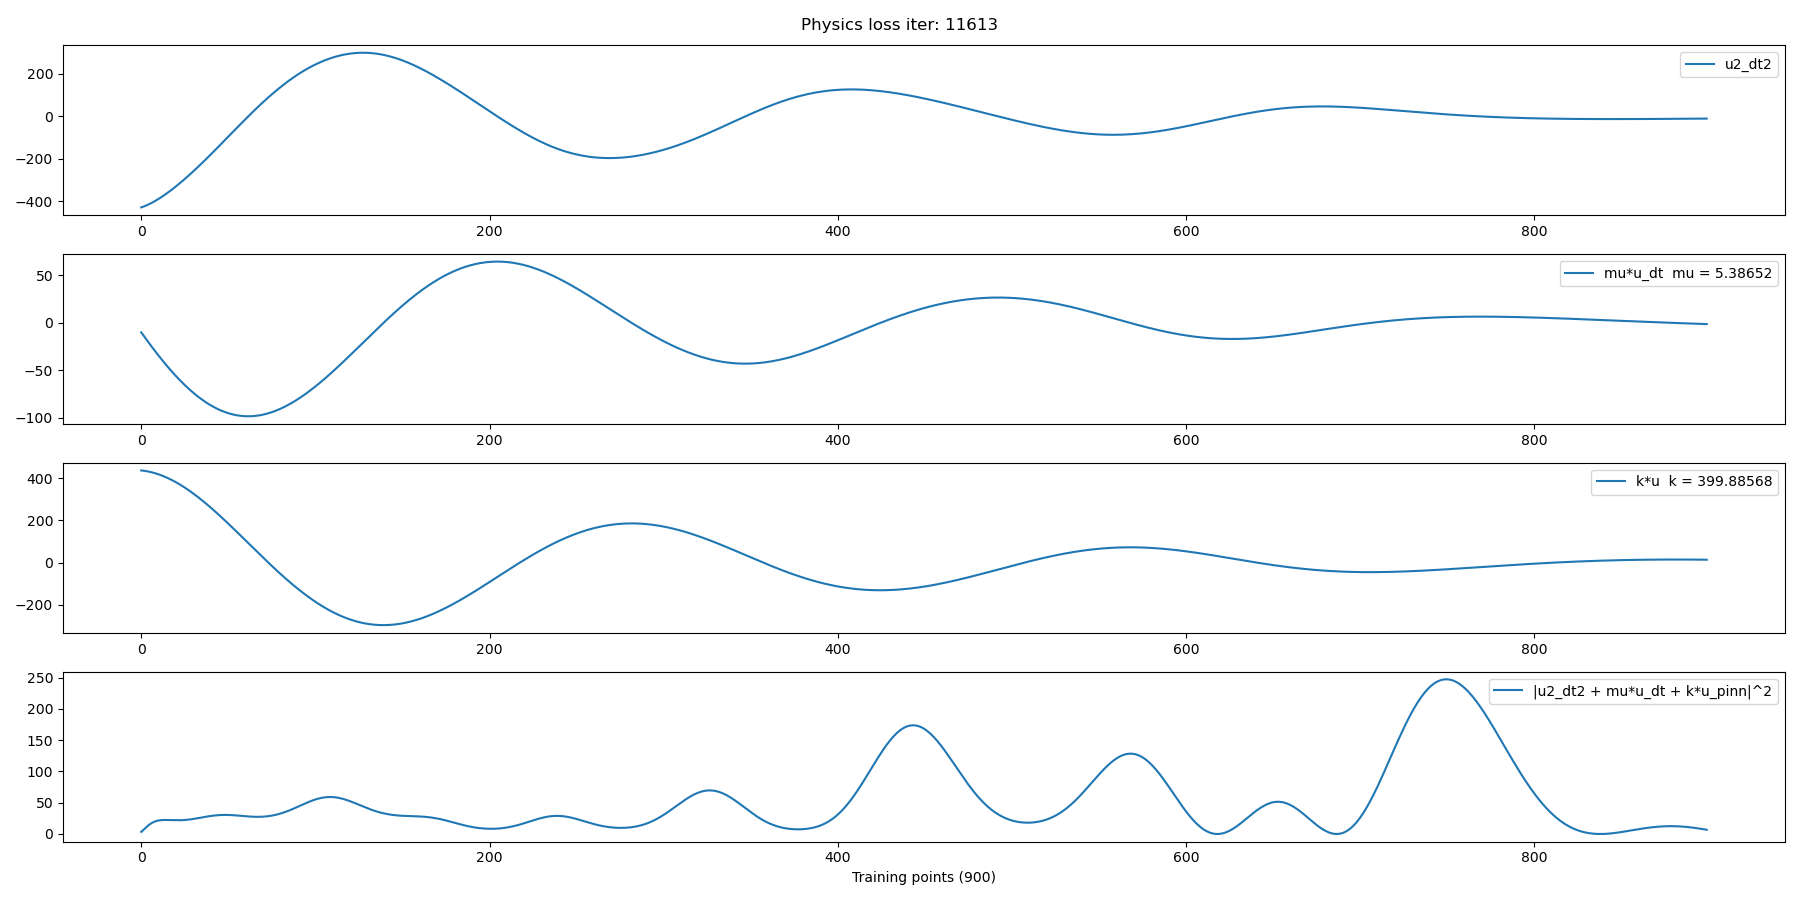 Physics loss iter: 11613
u2_dt2
200
0
−200
−400
0 200 400 600 800
mu*u_dt mu = 5.38652
50
0
−50
−100
0 200 400 600 800
k*u k = 399.88568
400
200
0
−200
0 200 400 600 800
|u2_dt2 + mu*u_dt + k*u_pinn|^2
250
200
150
100
50
0
0 200 400 600 800
Training points (900)